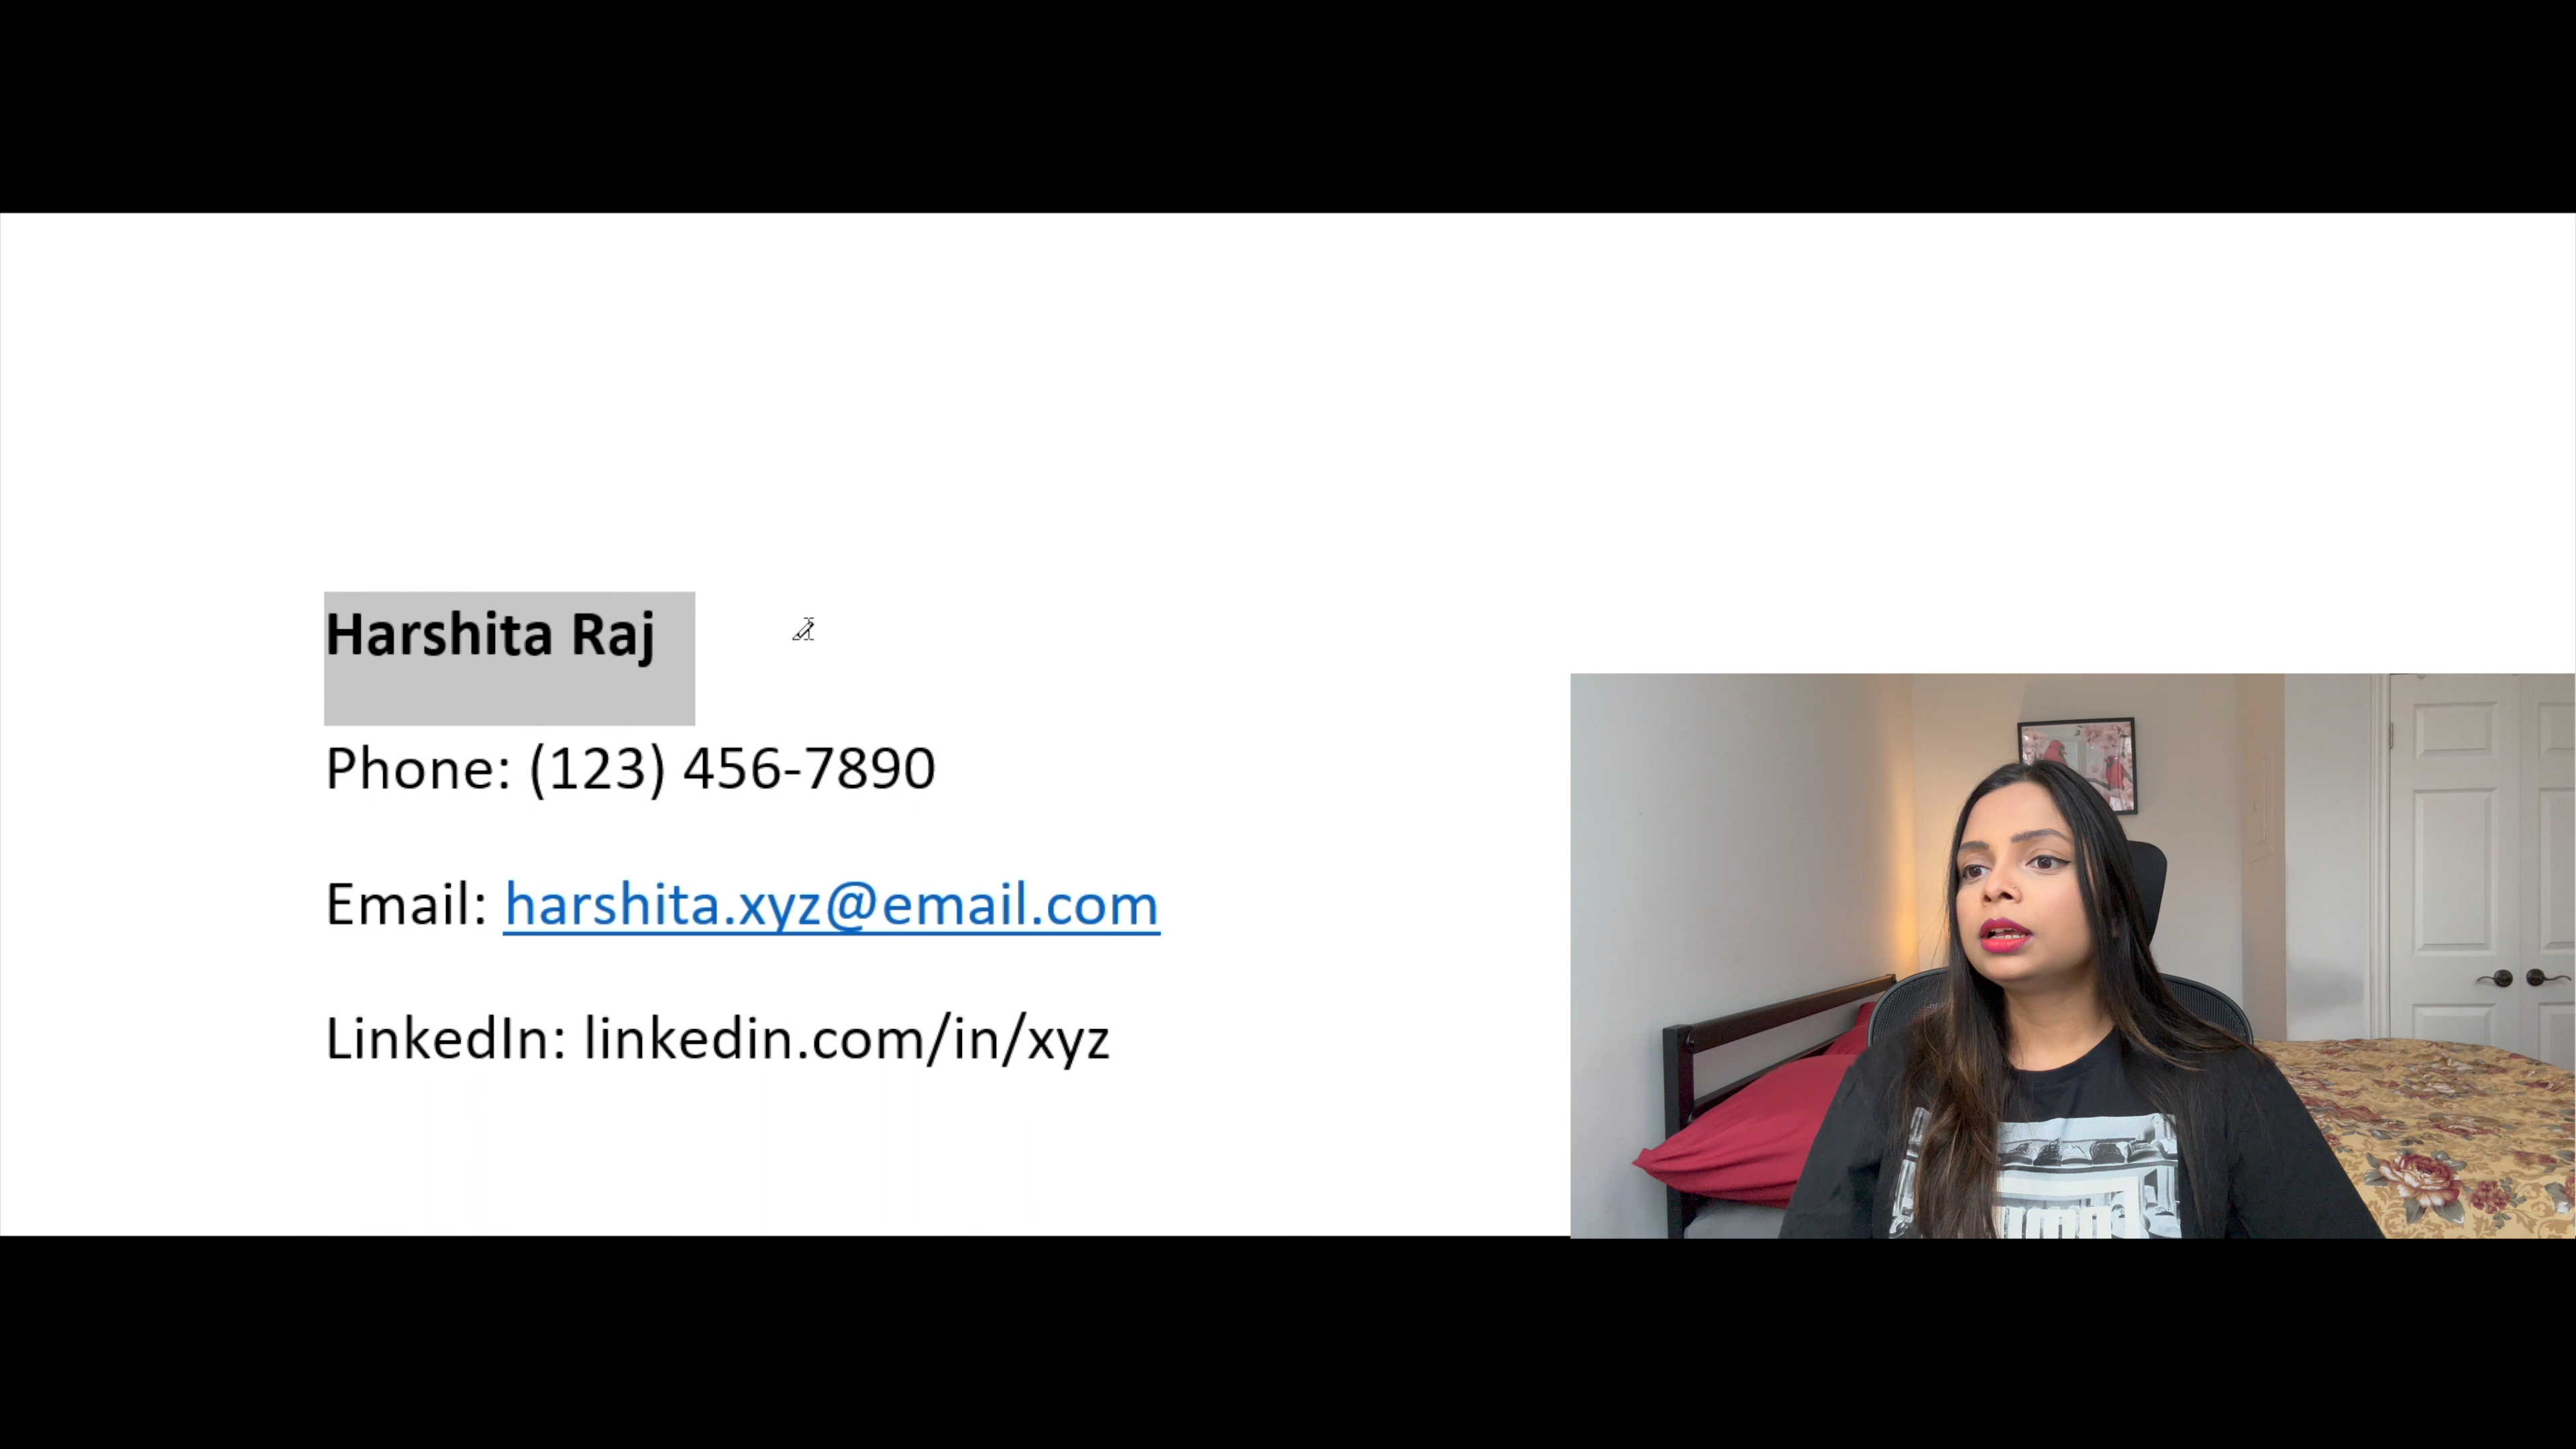 Harshita Raj
Phone: (123) 456-7890
Email: harshita.xyz@email.com
LinkedIn: linkedin.com/in/xyz